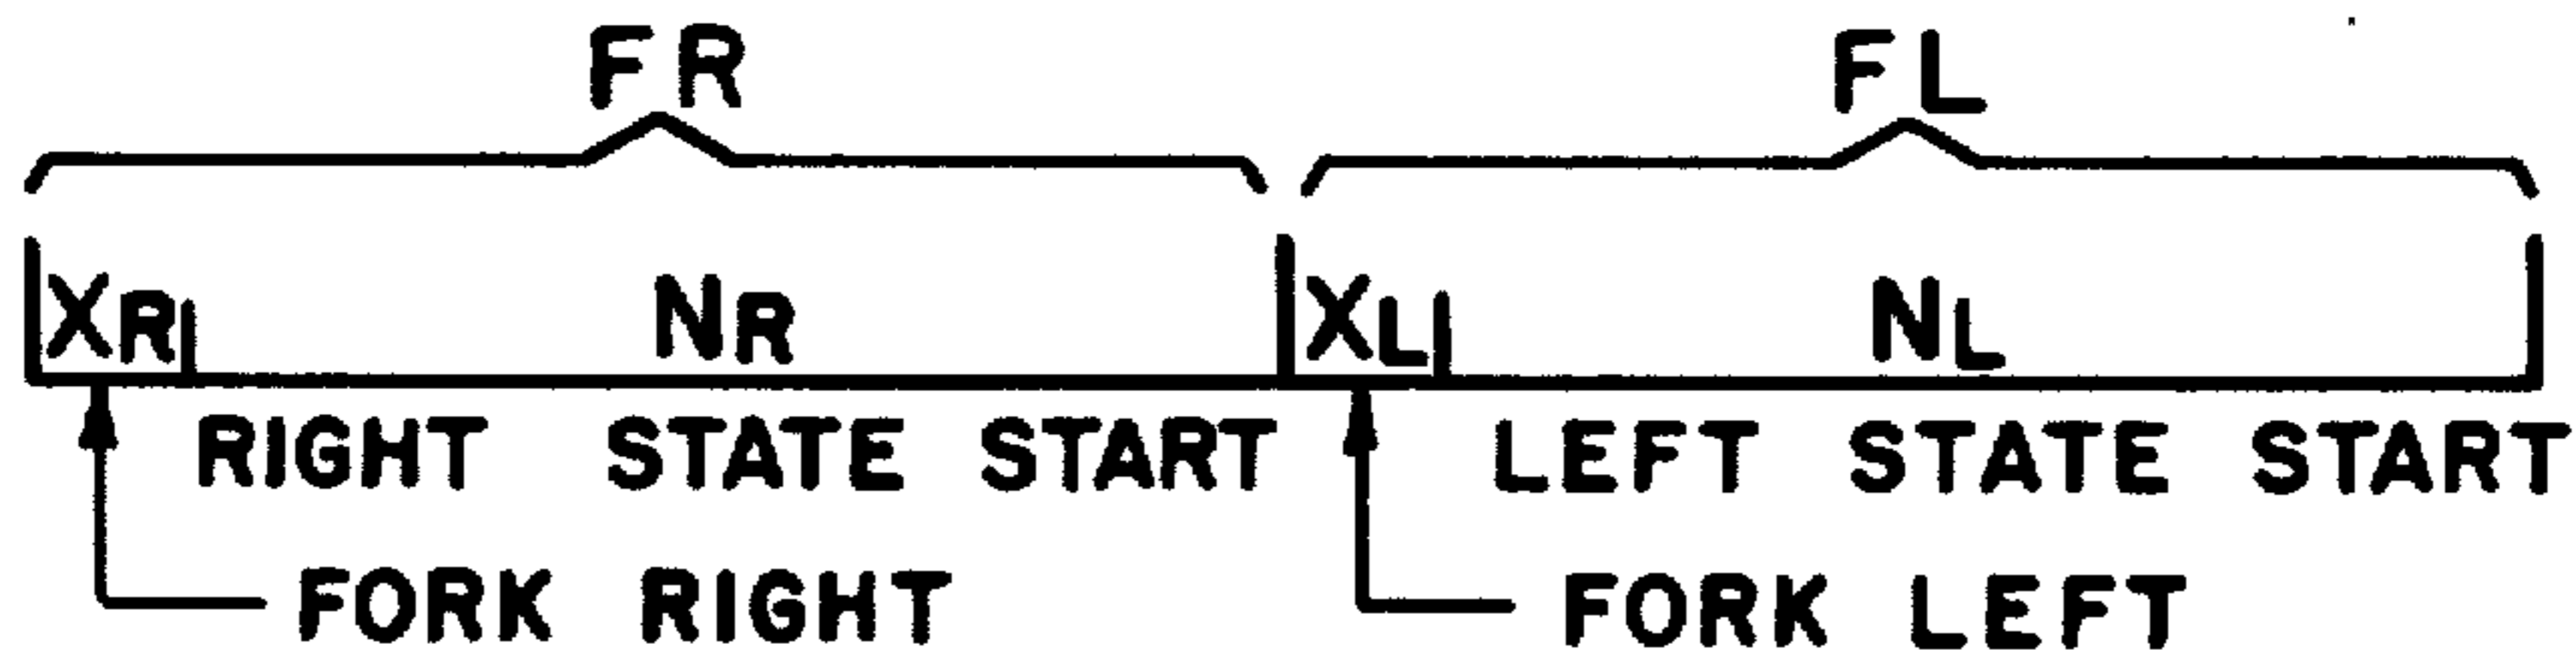 FR FL
XR NR XL NL
RIGHT STATE START LEFT STATE START
FORK RIGHT FORK LEFT